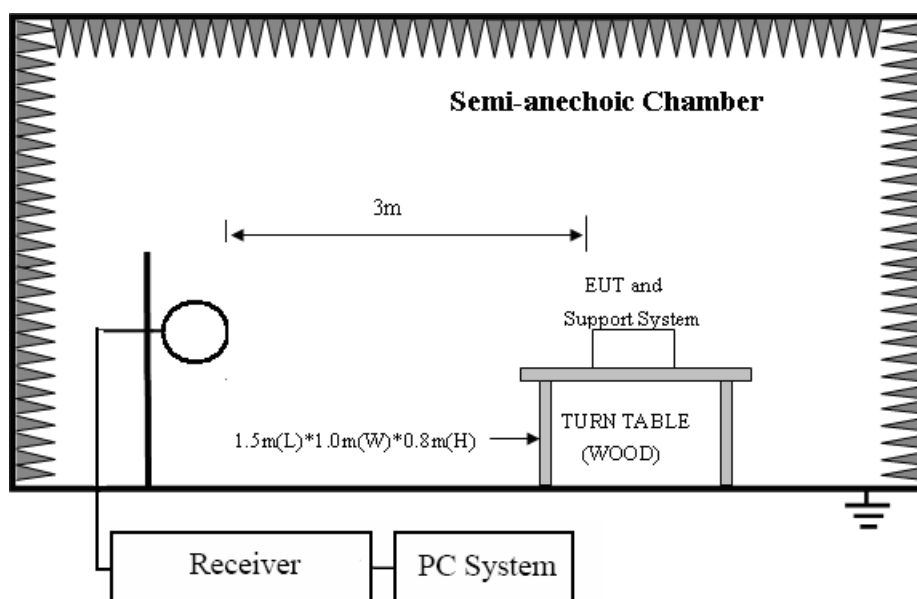 Semi-anechoic Chamber
3m
EUT and
Support System
1.5m(L)*1.0m(W)*0.8m(H)
TURN TABLE
(WOOD)
Receiver
PC System